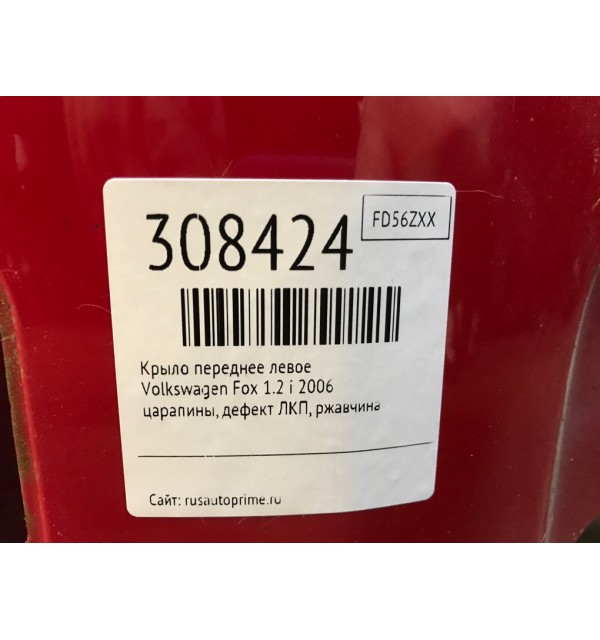 308424
FD56ZXX
Крыло переднее левое
Volkswagen Fox 1.2 i 2006
царапины, дефект ЛКП, ржавчина
Сайт: rusautoprime.ru